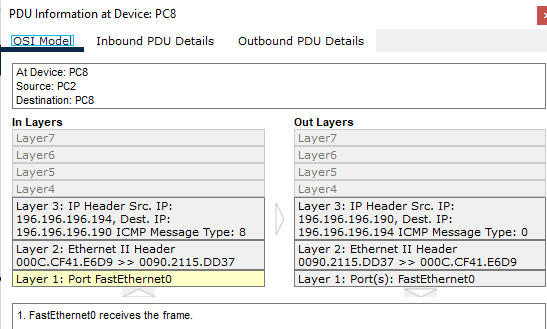 PDU Information at Device: PC8
OSI Model Inbound PDU Details Outbound PDU Details
At Device: PC8
Source: PC2
Destination: PC8
In Layers
Layer7
Layer6
Layer5
Layer4
Layer 3: IP Header Src. IP:
196.196.196.194, Dest. IP:
196.196.196.190 ICMP Message Type: 8
Layer 2: Ethernet II Header
000C.CF41.E6D9 >> 0090.2115.DD37
Layer 1: Port FastEthernet0
Out Layers
Layer7
Layer6
Layer5
Layer4
Layer 3: IP Header Src. IP:
196.196.196.190, Dest. IP:
196.196.196.194 ICMP Message Type: 0
Layer 2: Ethernet II Header
0090.2115.DD37 >> 000C.CF41.E6D9
Layer 1: Port(s): FastEthernet0
1. FastEthernet0 receives the frame.